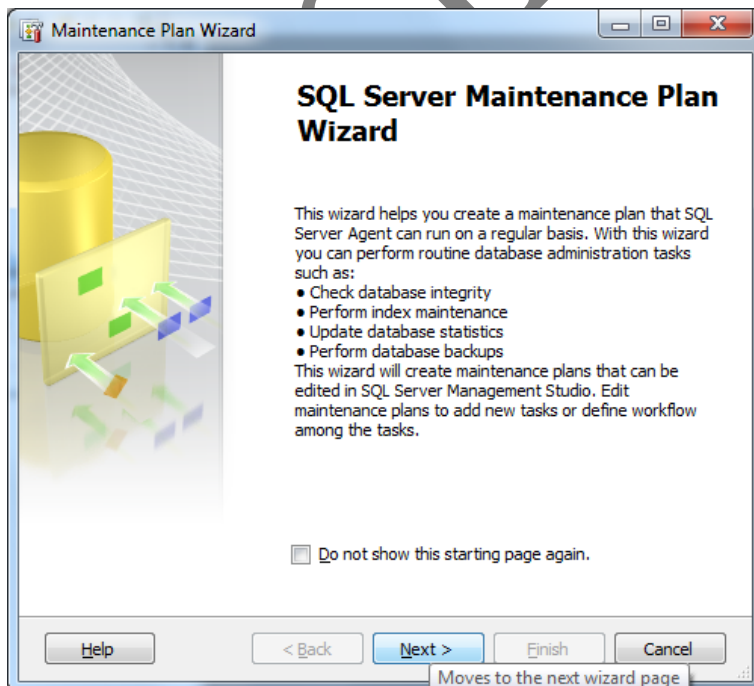 Maintenance Plan Wizard
SQL Server Maintenance Plan
Wizard
This wizard helps you create a maintenance plan that SQL
Server Agent can run on a regular basis. With this wizard
you can perform routine database administration tasks
such as:
● Check database integrity
● Perform index maintenance
● Update database statistics
● Perform database backups
This wizard will create maintenance plans that can be
edited in SQL Server Management Studio. Edit
maintenance plans to add new tasks or define workflow
among the tasks.
Do not show this starting page again.
Help < Back Next > Finish Cancel
Moves to the next wizard page